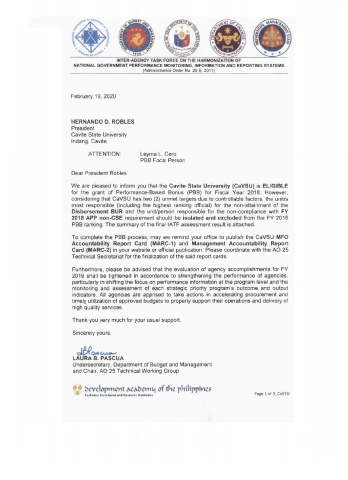 INTER-AGENCY TASK FORCE ON THE HARMONIZATION OF
NATIONAL GOVERNMENT PERFORMANCE MONITORING, INFORMATION AND REPORTING SYSTEMS
(Administrative Order No. 25 S. 2011)
February 19, 2020
HERNANDO D. ROBLES
President
Cavite State University
Indang, Cavite
ATTENTION: Leyma L. Cero
PBB Focal Person
Dear President Robles
We are pleased to inform you that the Cavite State University (CaVSU) is ELIGIBLE
for the grant of Performance-Based Bonus (PBB) for Fiscal Year 2018. However,
considering that CaVSU has two (2) unmet targets due to controllable factors, the unit/s
most responsible (including the highest ranking official) for the non-attainment of the
Disbursement BUR and the unit/person responsible for the non-compliance with FY
2018 APP non-CSE requirement should be isolated and excluded from the FY 2018
PBB ranking. The summary of the final IATF assessment result is attached.
To complete the PBB process, may we remind your office to publish the CaVSU MFO
Accountability Report Card (MARC-1) and Management Accountability Report
Card (MARC-2) in your website or official publication. Please coordinate with the AO 25
Technical Secretariat for the finalization of the said report cards.
Furthermore, please be advised that the evaluation of agency accomplishments for FY
2019 shall be tightened in accordance to strengthening the performance of agencies,
particularly in shifting the focus on performance information at the program level and the
monitoring and assessment of each strategic priority program's outcome and output
indicators. All agencies are apprised to take actions in accelerating procurement and
timely utilization of approved budgets to properly support their operations and delivery of
high quality services.
Thank you very much for your usual support.
Sincerely yours,
LAURA B. PASCUA
Undersecretary, Department of Budget and Management
and Chair, AO 25 Technical Working Group
development academy of the philippines
Technical Secretariat and Resource Institution
Page 1 of 3_CaVSU